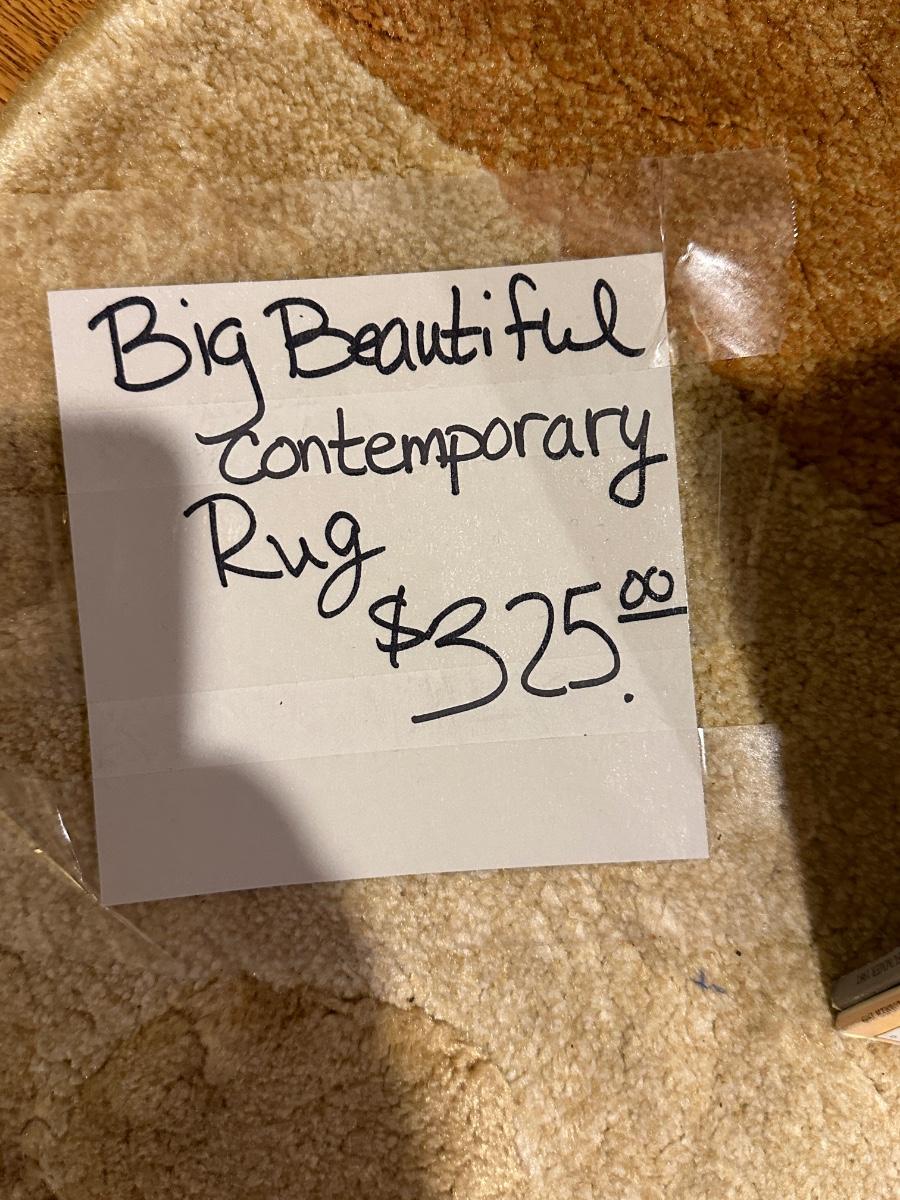 Big Beautiful
Contemporary
Rug
$325.00